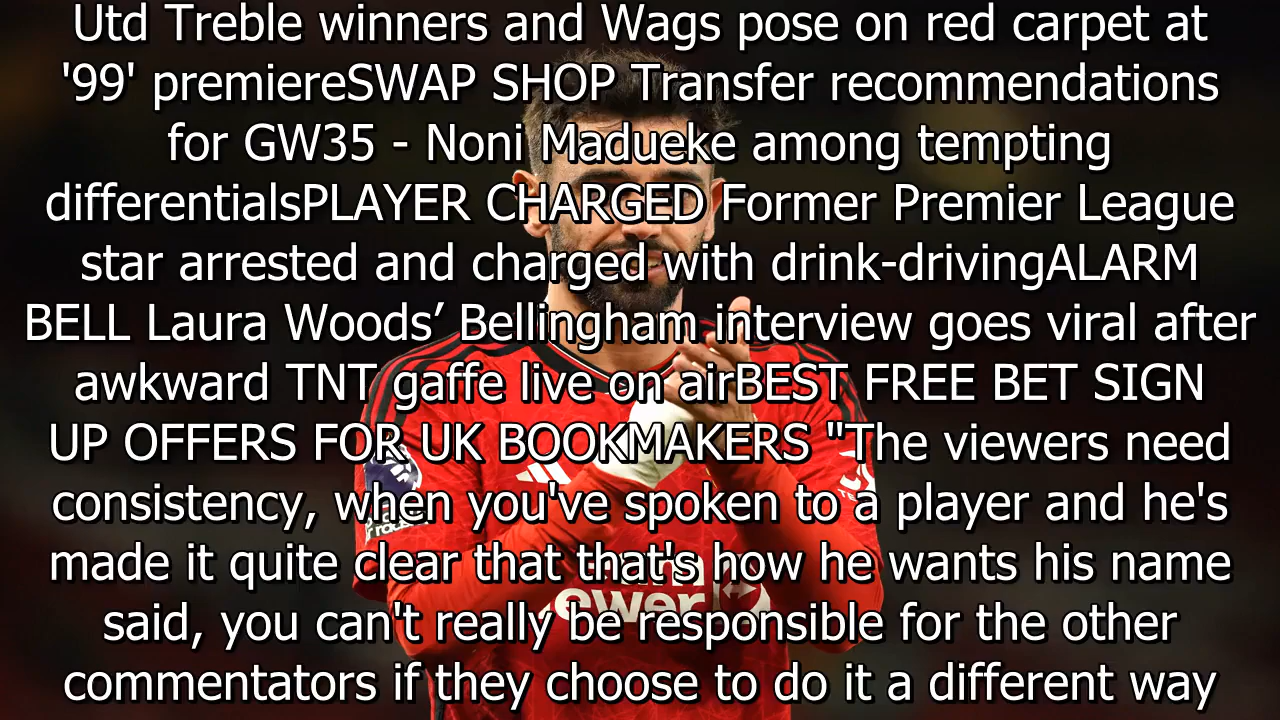 Utd Treble winners and Wags pose on red carpet at
'99' premiereSWAP SHOP Transfer recommendations
for GW35 - Noni Madueke among tempting
differentialsPLAYER CHARGED Former Premier League
star arrested and charged with drink-drivingALARM
BELL Laura Woods’ Bellingham interview goes viral after
awkward TNT gaffe live on airBEST FREE BET SIGN
UP OFFERS FOR UK BOOKMAKERS "The viewers need
consistency, when you've spoken to a player and he's
made it quite clear that that's how he wants his name
said, you can't really be responsible for the other
commentators if they choose to do it a different way